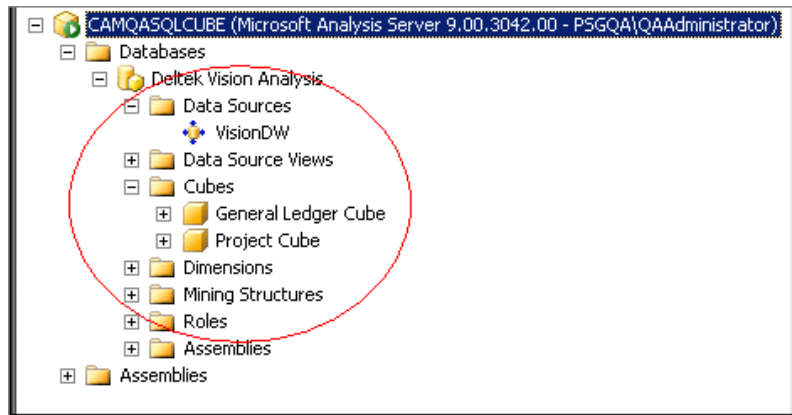 CAMQASQLCUBE (Microsoft Analysis Server 9.00.3042.00 - PSGQA\QAAdministrator)
Databases
Deltek Vision Analysis
Data Sources
VisionDW
Data Source Views
Cubes
General Ledger Cube
Project Cube
Dimensions
Mining Structures
Roles
Assemblies
Assemblies